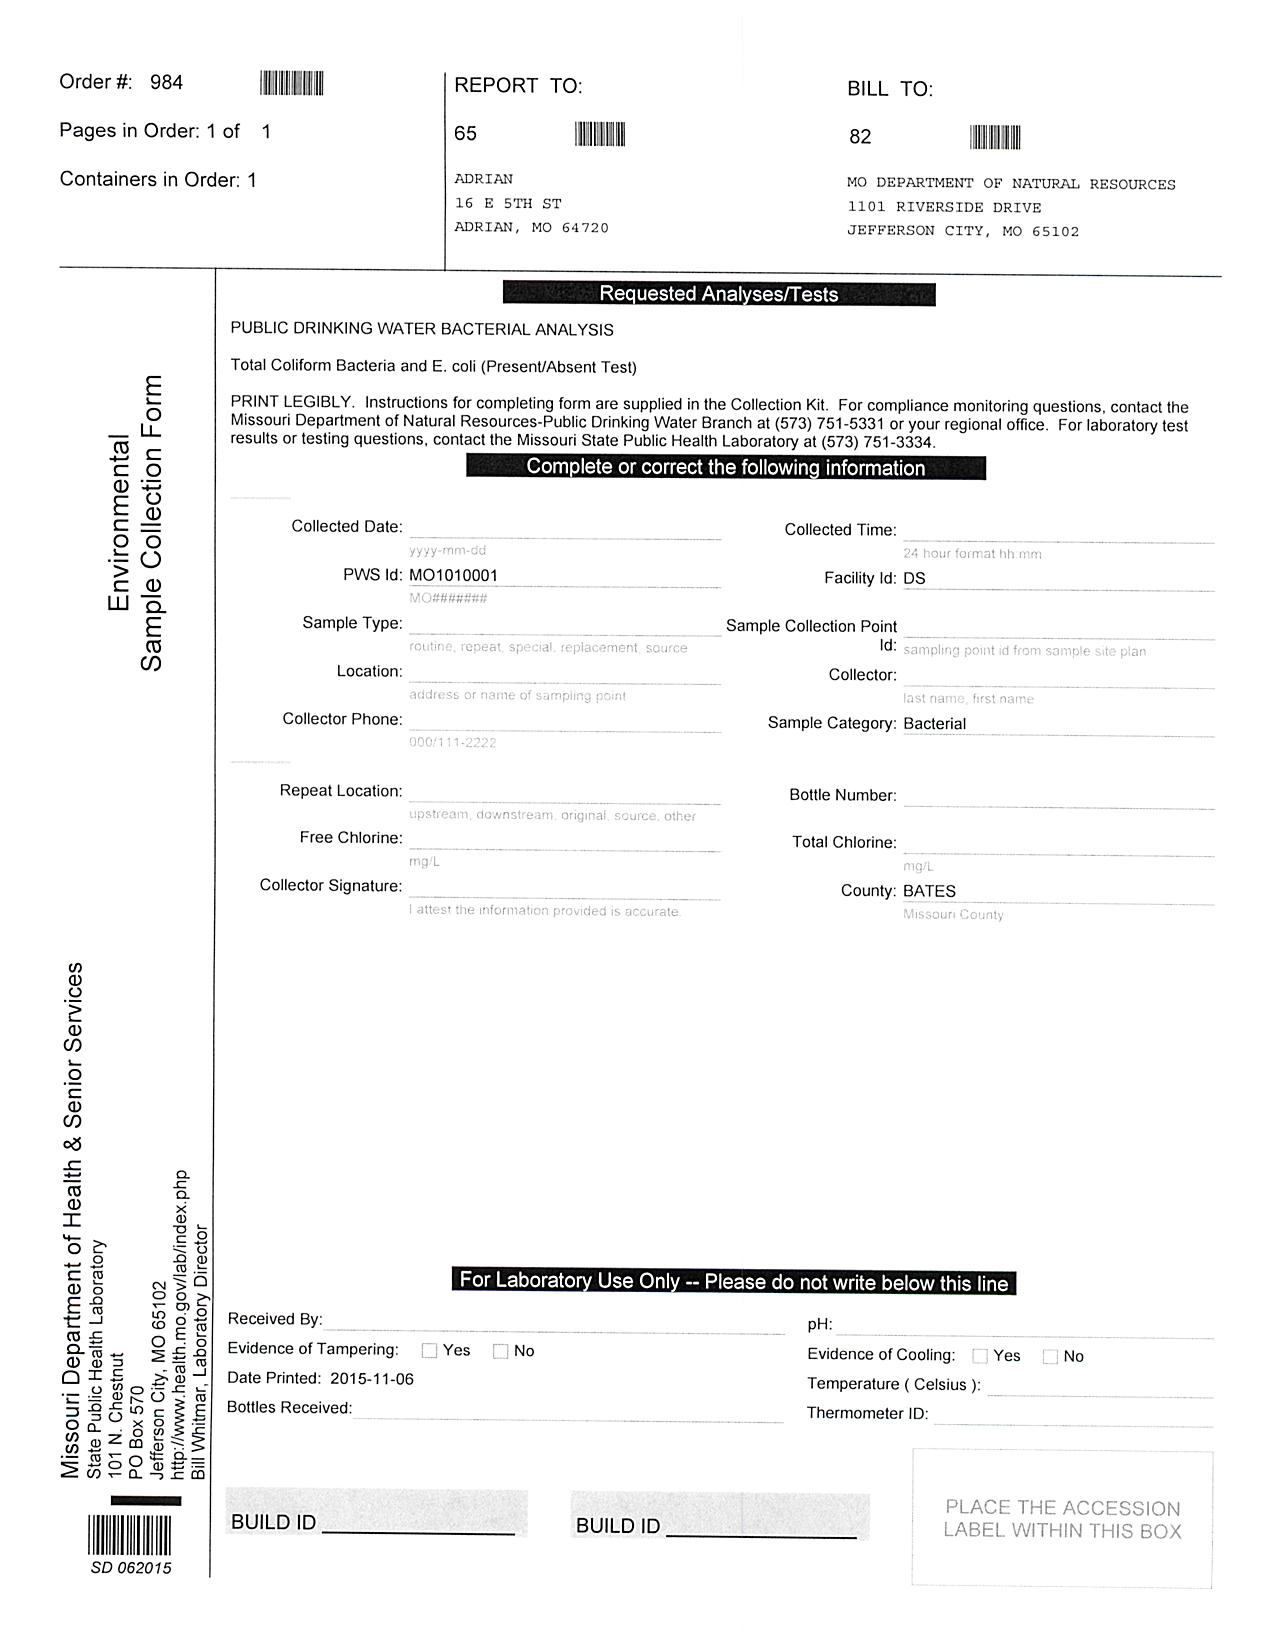 Order #: 984
Pages in Order: 1 of 1
Containers in Order: 1
REPORT TO:
65
ADRIAN
16 E 5TH ST
ADRIAN, MO 64720
BILL TO:
82
MO DEPARTMENT OF NATURAL RESOURCES
1101 RIVERSIDE DRIVE
JEFFERSON CITY, MO 65102
Environmental
Sample Collection Form
Missouri Department of Health & Senior Services
State Public Health Laboratory
101 N. Chestnut
PO Box 570
Jefferson City, MO 65102
http://www.health.mo.gov/lab/index.php
Bill Whitmar, Laboratory Director
SD 062015
Requested Analyses/Tests
PUBLIC DRINKING WATER BACTERIAL ANALYSIS
Total Coliform Bacteria and E. coli (Present/Absent Test)
PRINT LEGIBLY. Instructions for completing form are supplied in the Collection Kit. For compliance monitoring questions, contact the
Missouri Department of Natural Resources-Public Drinking Water Branch at (573) 751-5331 or your regional office. For laboratory test
results or testing questions, contact the Missouri State Public Health Laboratory at (573) 751-3334.
Complete or correct the following information
Collected Date:
yyyy-mm-dd
Collected Time:
24 hour format hh:mm
PWS Id: MO1010001
MO#######
Facility Id: DS
Sample Type:
routine, repeat, special, replacement, source
Sample Collection Point
Id: sampling point id from sample site plan
Location:
address or name of sampling point
Collector:
last name, first name
Collector Phone:
000/111-2222
Sample Category: Bacterial
Repeat Location:
upstream, downstream, original, source, other
Bottle Number:
Free Chlorine:
mg/L
Total Chlorine:
mg/L
Collector Signature:
I attest the information provided is accurate.
County: BATES
Missouri County
For Laboratory Use Only -- Please do not write below this line
Received By:
pH:
Evidence of Tampering: Yes No
Evidence of Cooling: Yes No
Date Printed: 2015-11-06
Temperature ( Celsius ):
Bottles Received:
Thermometer ID:
BUILD ID
BUILD ID
PLACE THE ACCESSION
LABEL WITHIN THIS BOX